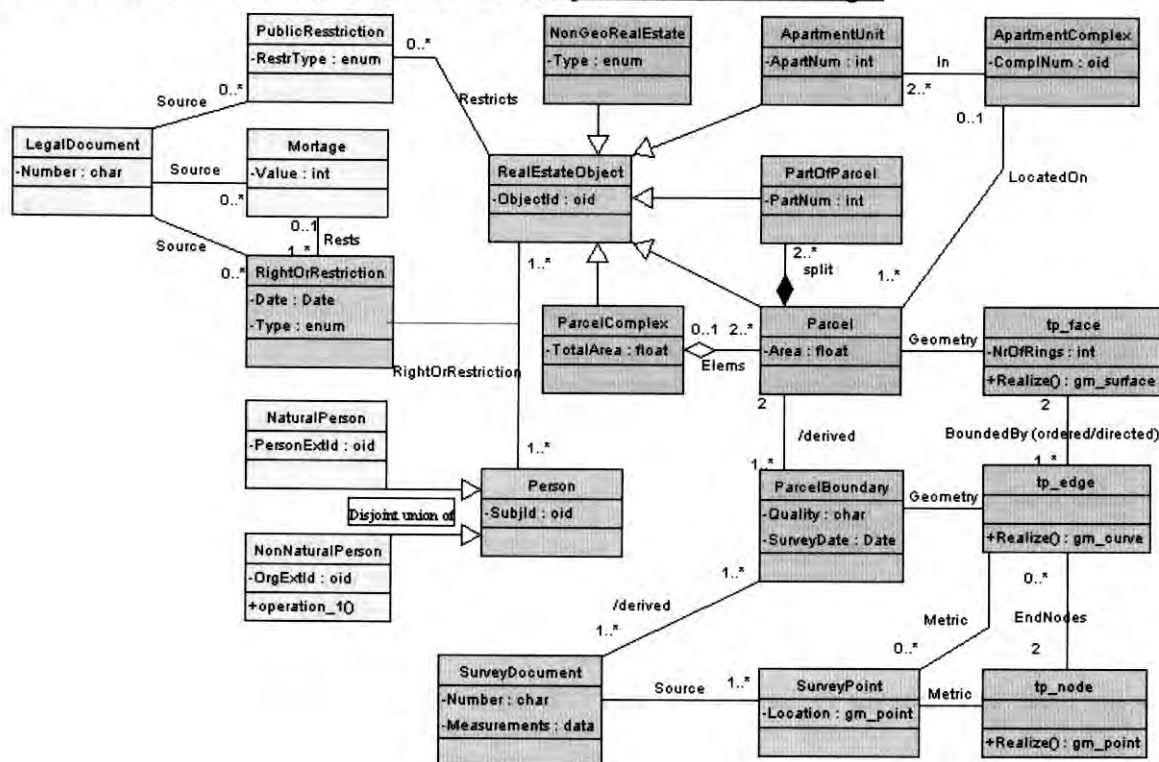 PublicResstriction
-RestrType : enum
0..*
NonGeoRealEstate
-Type : enum
ApartmentUnit
-ApartNum : int
In
2..*
ApartmentComplex
-ComplNum : oid
0..1
Source
0..*
Restricts
LegalDocument
-Number : char
Source
0..*
Mortage
-Value : int
0..1
1..*
Rests
RealEstateObject
-ObjectId : oid
PartOfParcel
-PartNum : int
LocatedOn
Source
0..*
RightOrRestriction
-Date : Date
-Type : enum
1..*
2..*
split
1..*
ParcelComplex
-TotalArea : float
0..1
2..*
Elems
Parcel
-Area : float
Geometry
tp_face
-NrOfRings : int
+Realize() : gm_surface
RightOrRestriction
2
2
/derived
BoundedBy (ordered/directed)
NaturalPerson
-PersonExtId : oid
1..*
1..*
1..*
Person
-SubjId : oid
Disjoint union of
ParcelBoundary
-Quality : char
-SurveyDate : Date
Geometry
tp_edge
+Realize() : gm_curve
NonNaturalPerson
-OrgExtId : oid
+operation_1()
1..*
0..*
/derived
1..*
Metric
0..*
EndNodes
2
SurveyDocument
-Number : char
-Measurements : data
Source
1..*
SurveyPoint
-Location : gm_point
Metric
tp_node
+Realize() : gm_point